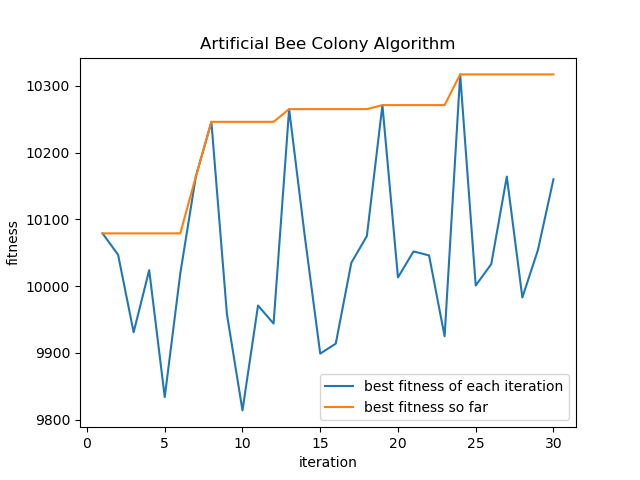 Artificial Bee Colony Algorithm
fitness
10300
10200
10100
10000
9900
9800
0 5 10 15 20 25 30
iteration
best fitness of each iteration
best fitness so far